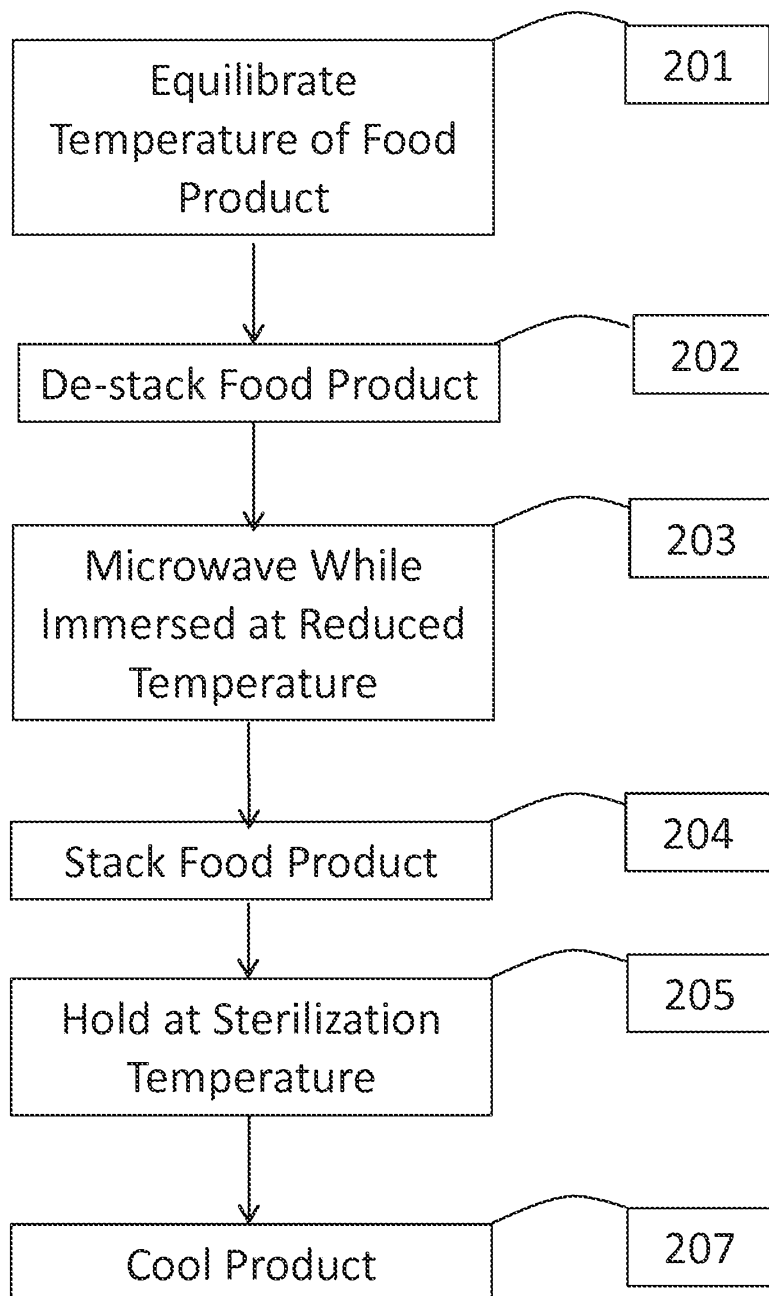 Equilibrate
Temperature of Food
Product
201
De-stack Food Product
202
Microwave While
Immersed at Reduced
Temperature
203
Stack Food Product
204
Hold at Sterilization
Temperature
205
Cool Product
207